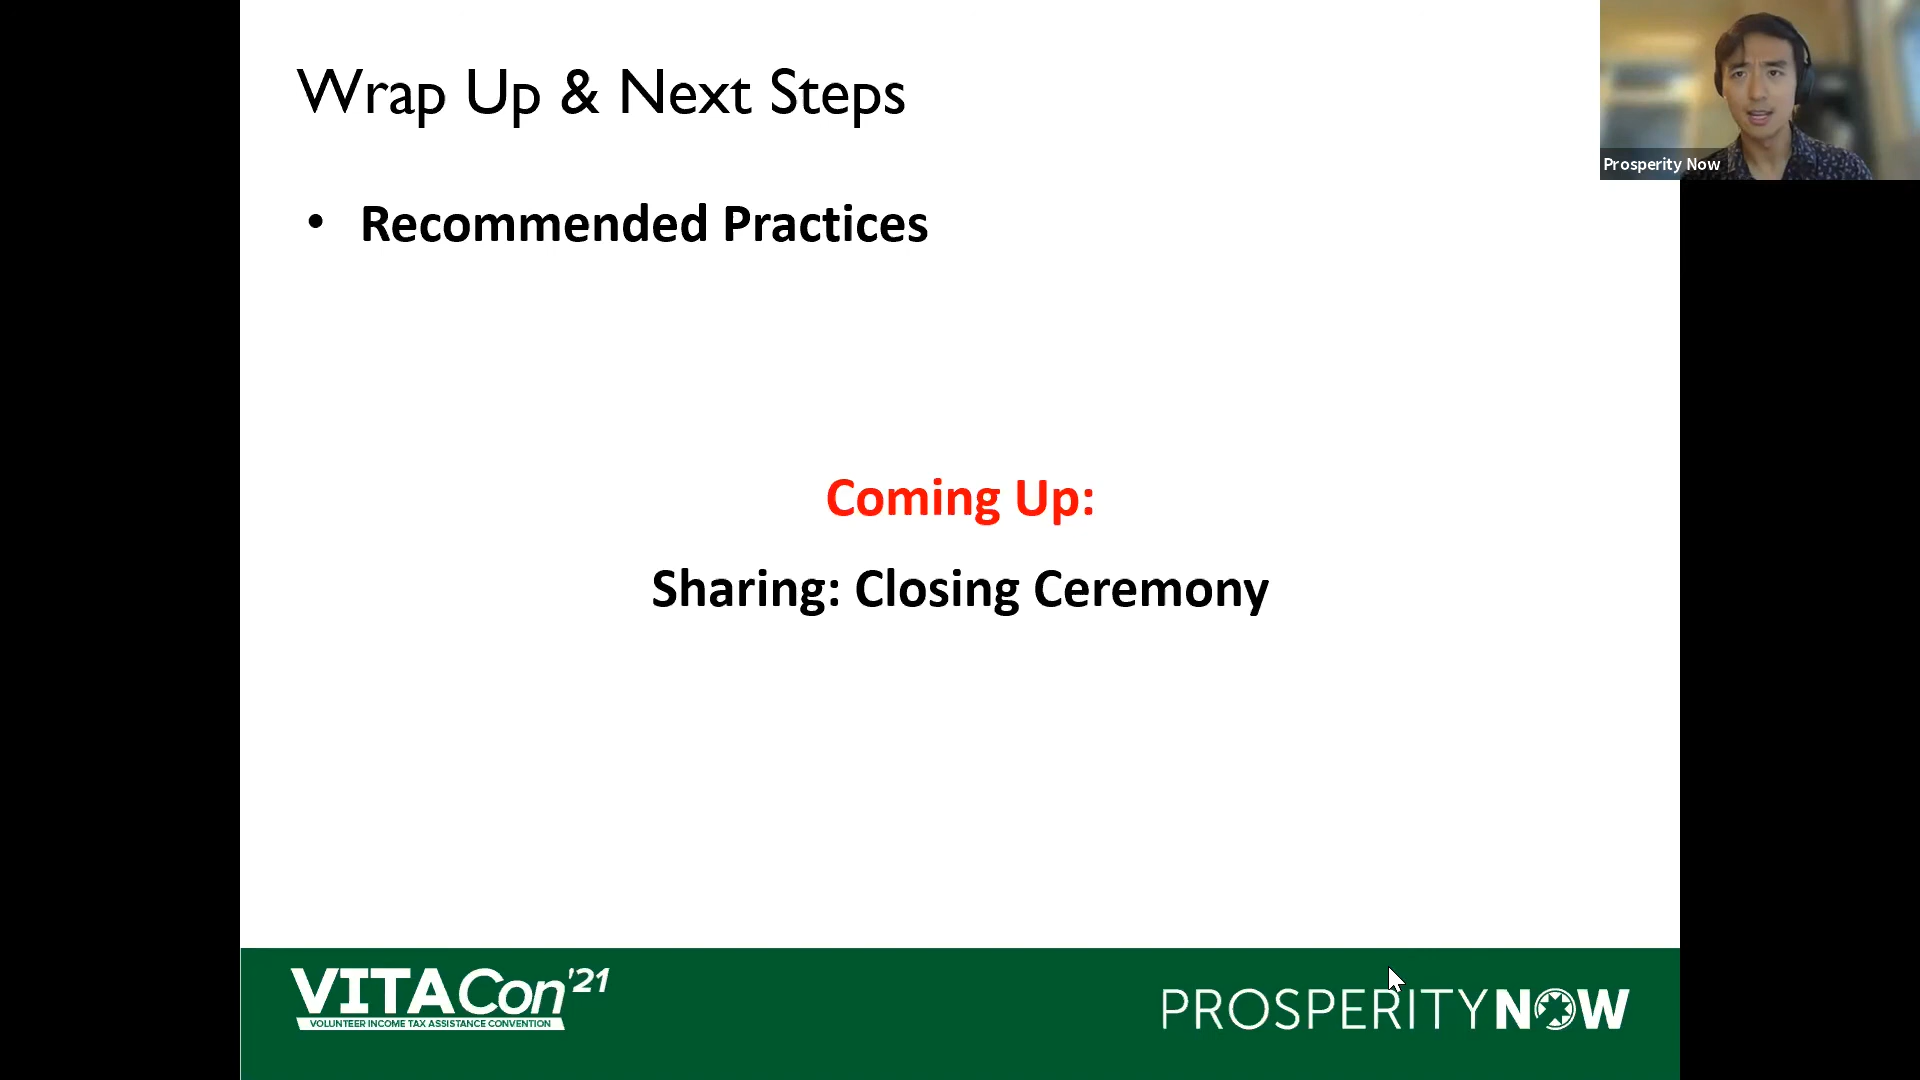 Wrap Up & Next Steps
Prosperity Now
• Recommended Practices
Coming Up:
Sharing: Closing Ceremony
VITACon'21
VOLUNTEER INCOME TAX ASSISTANCE CONVENTION
PROSPERITY NOW